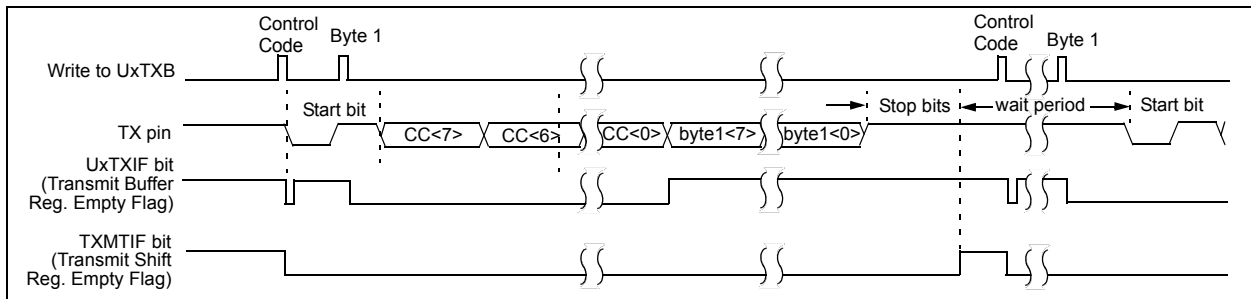 Control
Code
Byte 1
Control
Code
Byte 1
Write to UxTXB
Start bit
Stop bits
wait period
Start bit
TX pin
CC<7>
CC<6>
CC<0>
byte1<7>
byte1<0>
UxTXIF bit
(Transmit Buffer
Reg. Empty Flag)
TXMTIF bit
(Transmit Shift
Reg. Empty Flag)